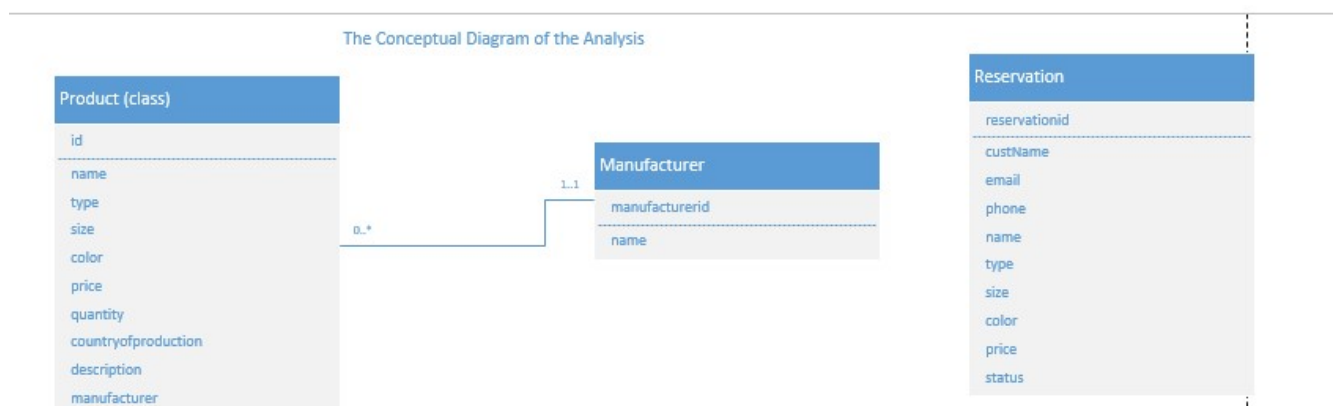 The Conceptual Diagram of the Analysis
Product (class)
id
name
type
size
color
price
quantity
countryofproduction
description
manufacturer
0..*
1..1
Manufacturer
manufacturerid
name
Reservation
reservationid
custName
email
phone
name
type
size
color
price
status